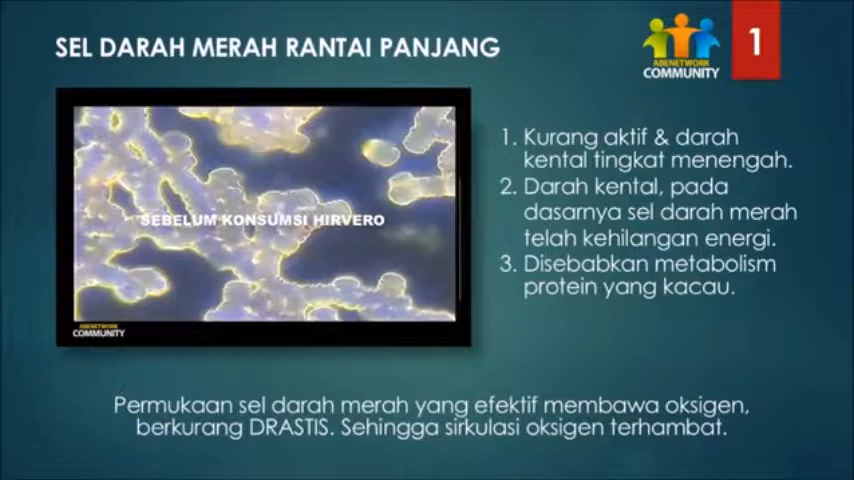 SEL DARAH MERAH RANTAI PANJANG
ABENETWORK
COMMUNITY
1
SEBELUM KONSUMSI HIRVERO
ABENETWORK
COMMUNITY
1. Kurang aktif & darah
kental tingkat menengah.
2. Darah kental, pada
dasarnya sel darah merah
telah kehilangan energi.
3. Disebabkan metabolism
protein yang kacau.
Permukaan sel darah merah yang efektif membawa oksigen,
berkurang DRASTIS. Sehingga sirkulasi oksigen terhambat.